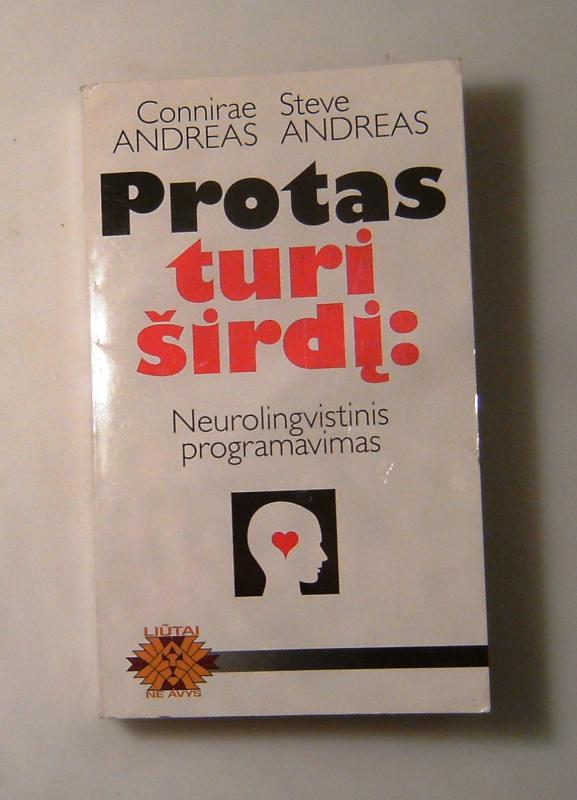 Connirae Steve
ANDREAS ANDREAS
Protas
turi
širdį:
Neurolingvistinis
programavimas
LIŪTAI
NE AVYS